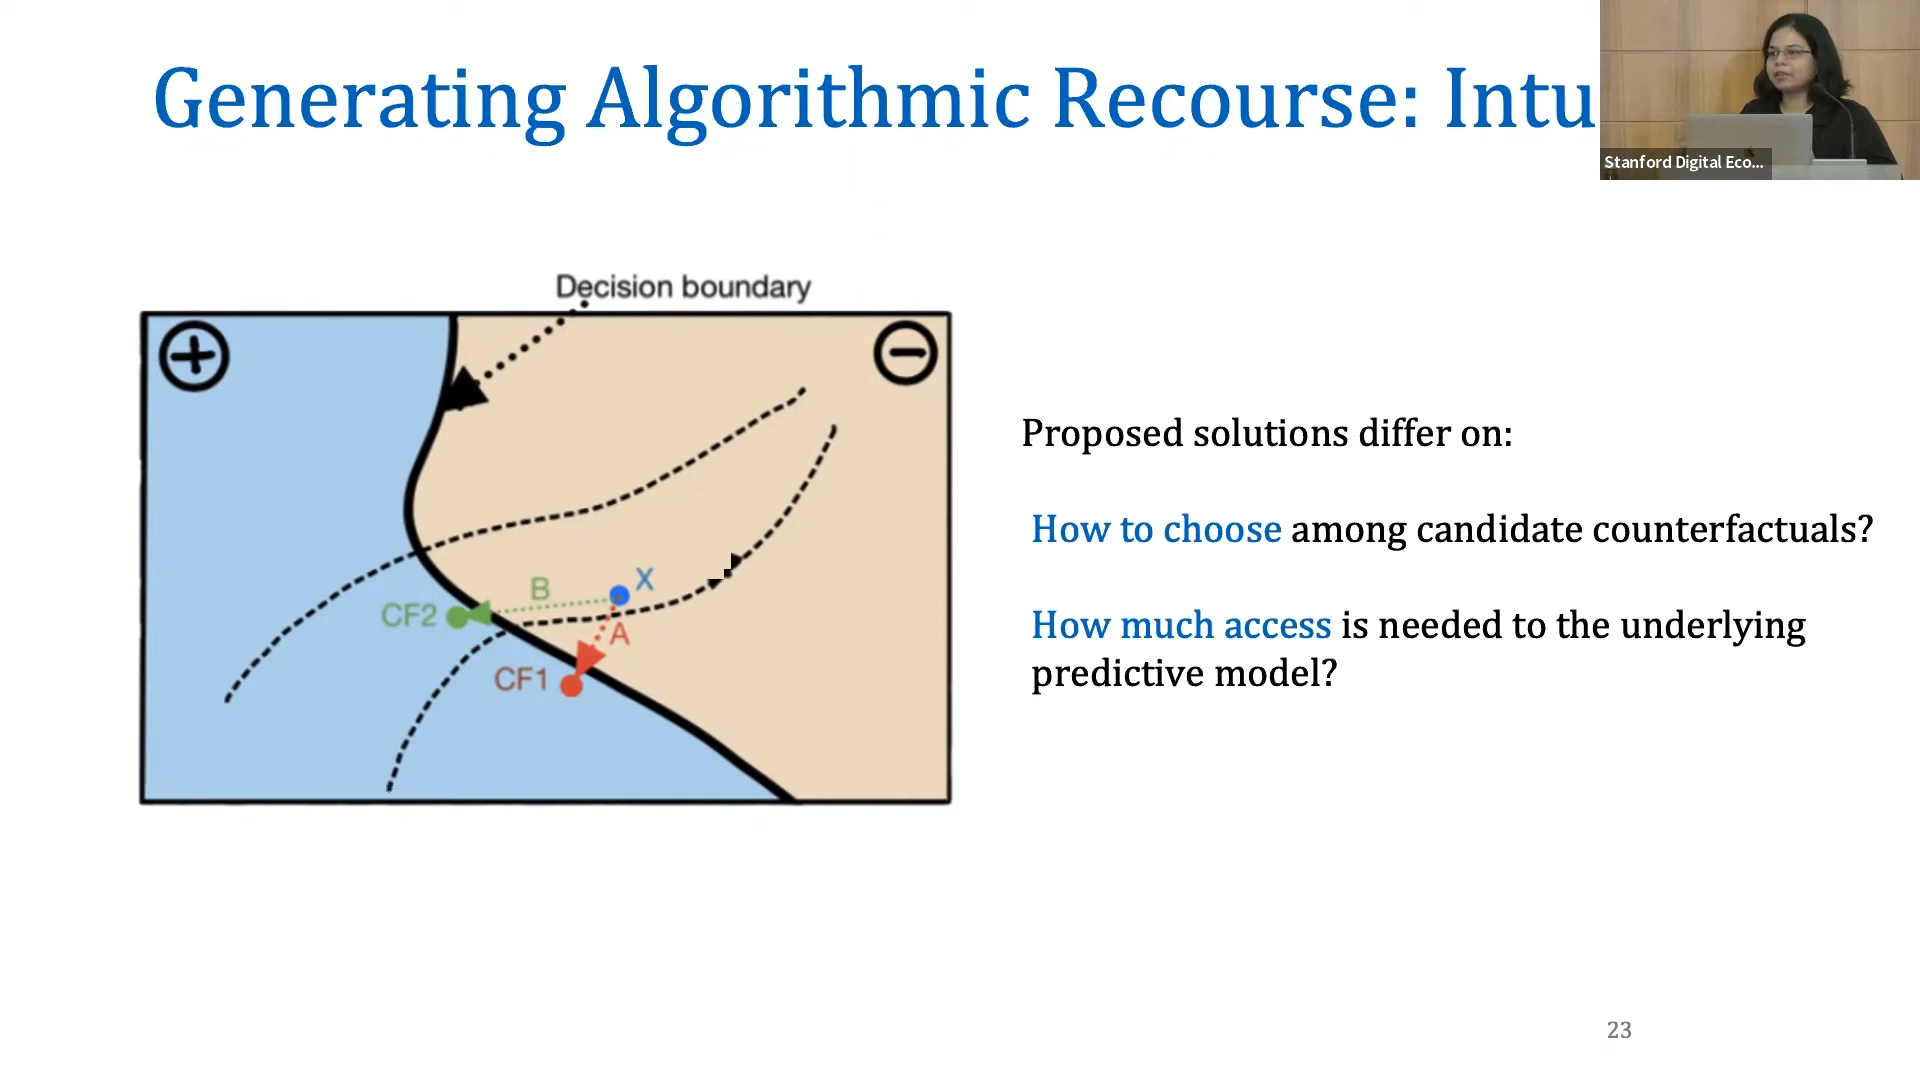 Generating Algorithmic Recourse: Intu
Stanford Digital Eco...
Decision boundary
+
−
Proposed solutions differ on:
How to choose among candidate counterfactuals?
B
X
CF2
A
How much access is needed to the underlying
predictive model?
CF1
23